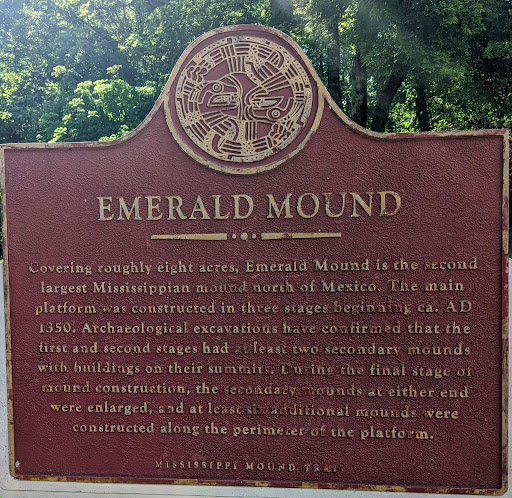 EMERALD MOUND
Covering roughly eight acres, Emerald Mound is the second
largest Mississippian mound north of Mexico. The main
platform was constructed in three stages beginning ca. AD
1350. Archaeological excavations have confirmed that the
first and second stages had at least two secondary mounds
with buildings on their summits. During the final stage of
mound construction, the secondary mounds at either end
were enlarged, and at least six additional mounds were
constructed along the perimeter of the platform.
MISSISSIPPI MOUND TRAIL